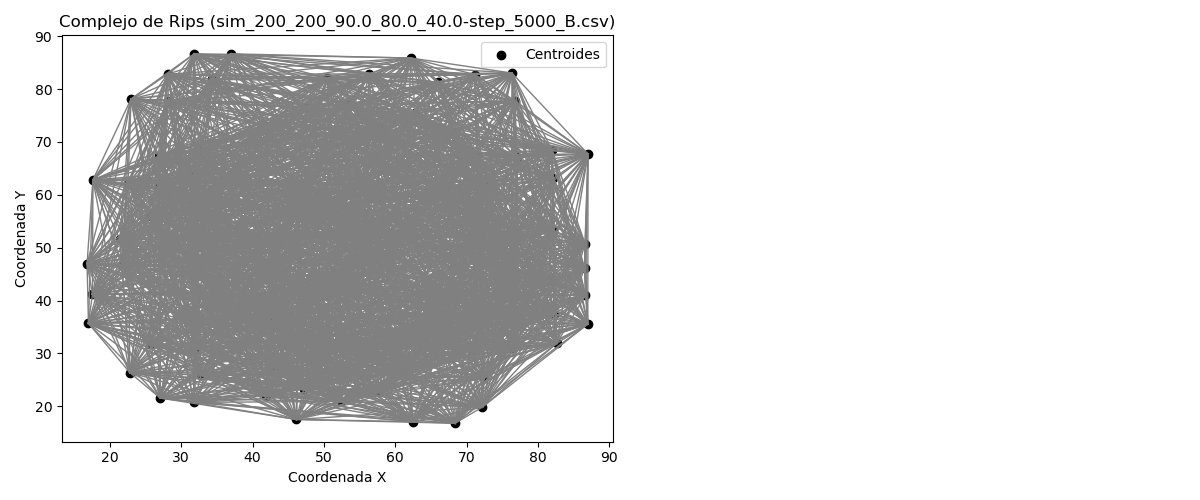 Complejo de Rips (sim_200_200_90.0_80.0_40.0-step_5000_B.csv)
Centroides
90
80
70
60
50
40
30
20
Coordenada Y
20 30 40 50 60 70 80 90
Coordenada X